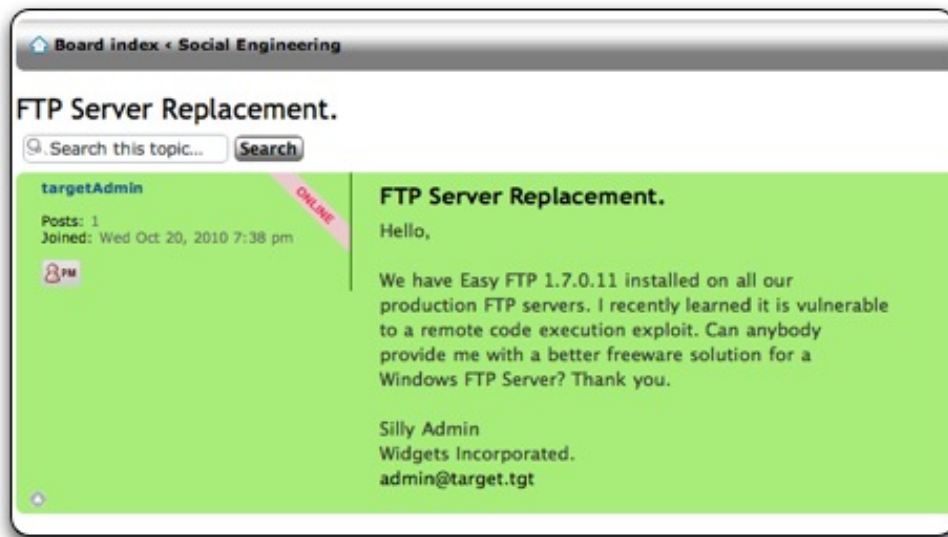 Board index ‹ Social Engineering
FTP Server Replacement.
Search this topic... Search
targetAdmin
ONLINE
Posts: 1
Joined: Wed Oct 20, 2010 7:38 pm
PM
FTP Server Replacement.
Hello,
We have Easy FTP 1.7.0.11 installed on all our
production FTP servers. I recently learned it is vulnerable
to a remote code execution exploit. Can anybody
provide me with a better freeware solution for a
Windows FTP Server? Thank you.
Silly Admin
Widgets Incorporated.
admin@target.tgt